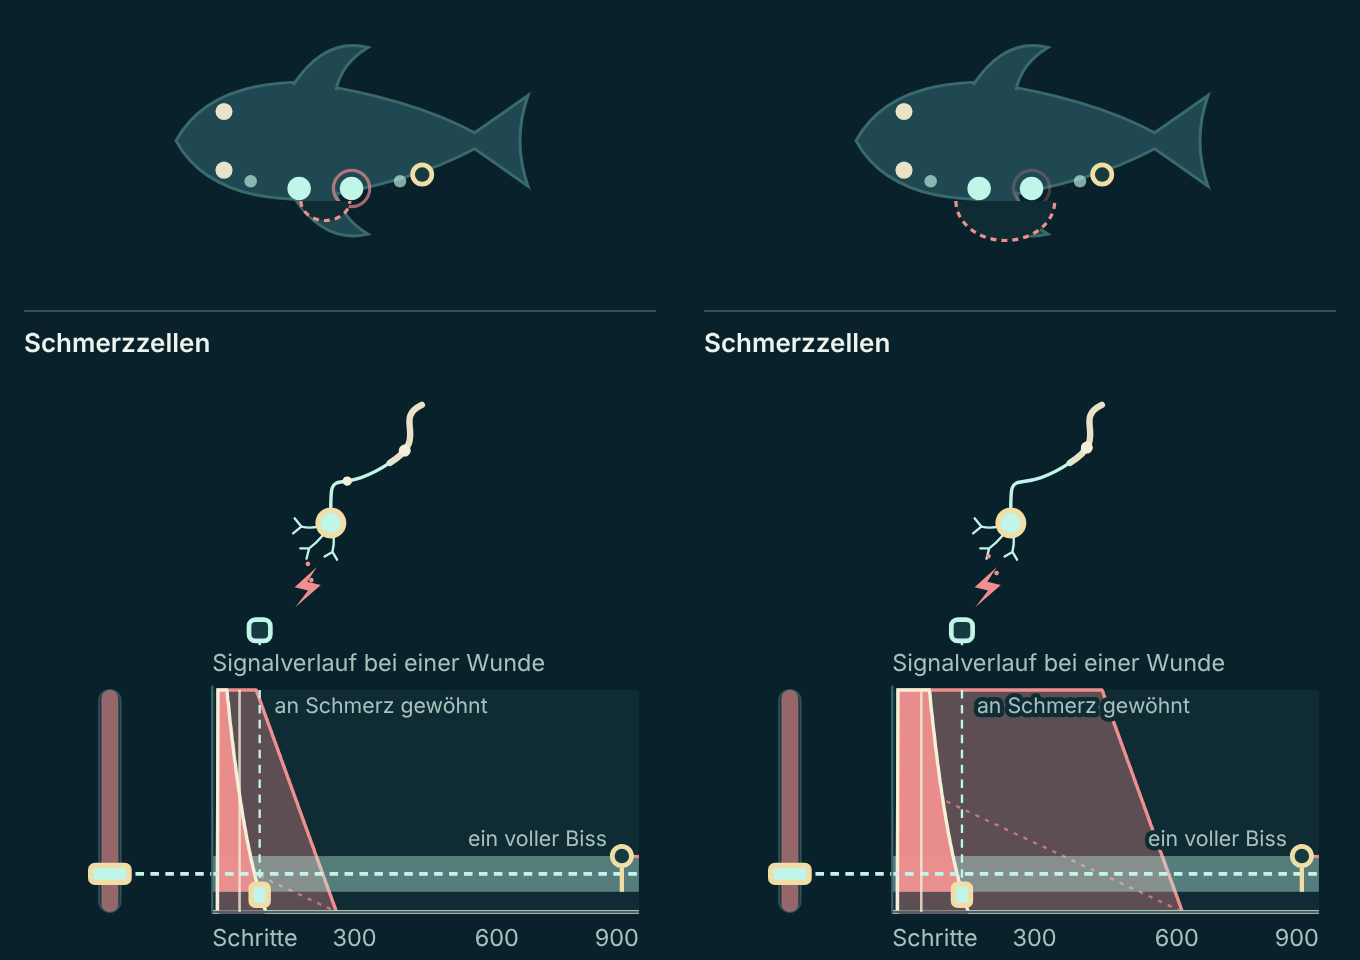 Schmerzzellen
Signalverlauf bei einer Wunde
an Schmerz gewöhnt
ein voller Biss
Schritte 300 600 900
Schmerzzellen
Signalverlauf bei einer Wunde
an Schmerz gewöhnt
ein voller Biss
Schritte 300 600 900